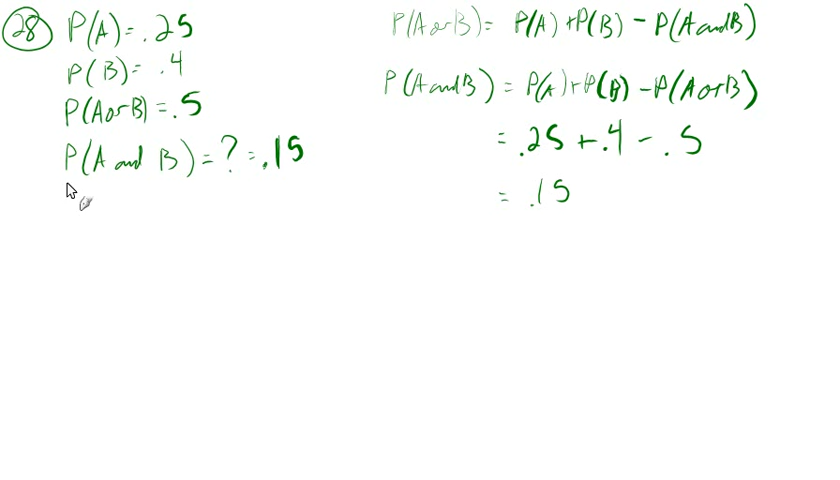 28 P(A) = .25
P(B) = .4
P(A or B) = .5
P(A and B) = ? = .15
P(A or B) = P(A) + P(B) - P(A and B)
P(A and B) = P(A) + P(B) - P(A or B)
= .25 + .4 - .5
= .15